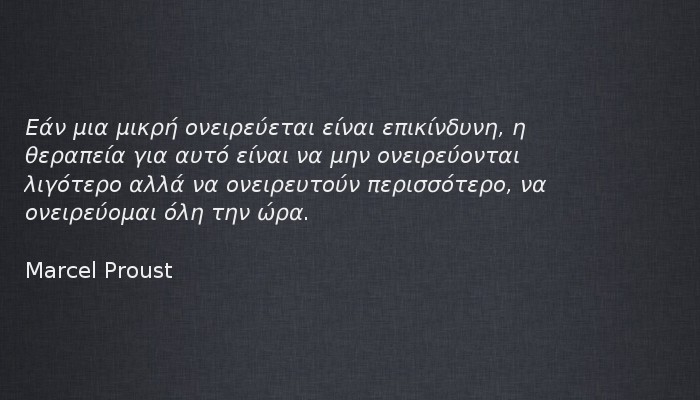 Εάν μια μικρή ονειρεύεται είναι επικίνδυνη, η
θεραπεία για αυτό είναι να μην ονειρεύονται
λιγότερο αλλά να ονειρευτούν περισσότερο, να
ονειρεύομαι όλη την ώρα.
Marcel Proust